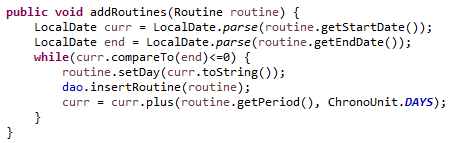 public void addRoutines(Routine routine) {
    LocalDate curr = LocalDate.parse(routine.getStartDate());
    LocalDate end = LocalDate.parse(routine.getEndDate());
    while(curr.compareTo(end)<=0) {
        routine.setDay(curr.toString());
        dao.insertRoutine(routine);
        curr = curr.plus(routine.getPeriod(), ChronoUnit.DAYS);
    }
}